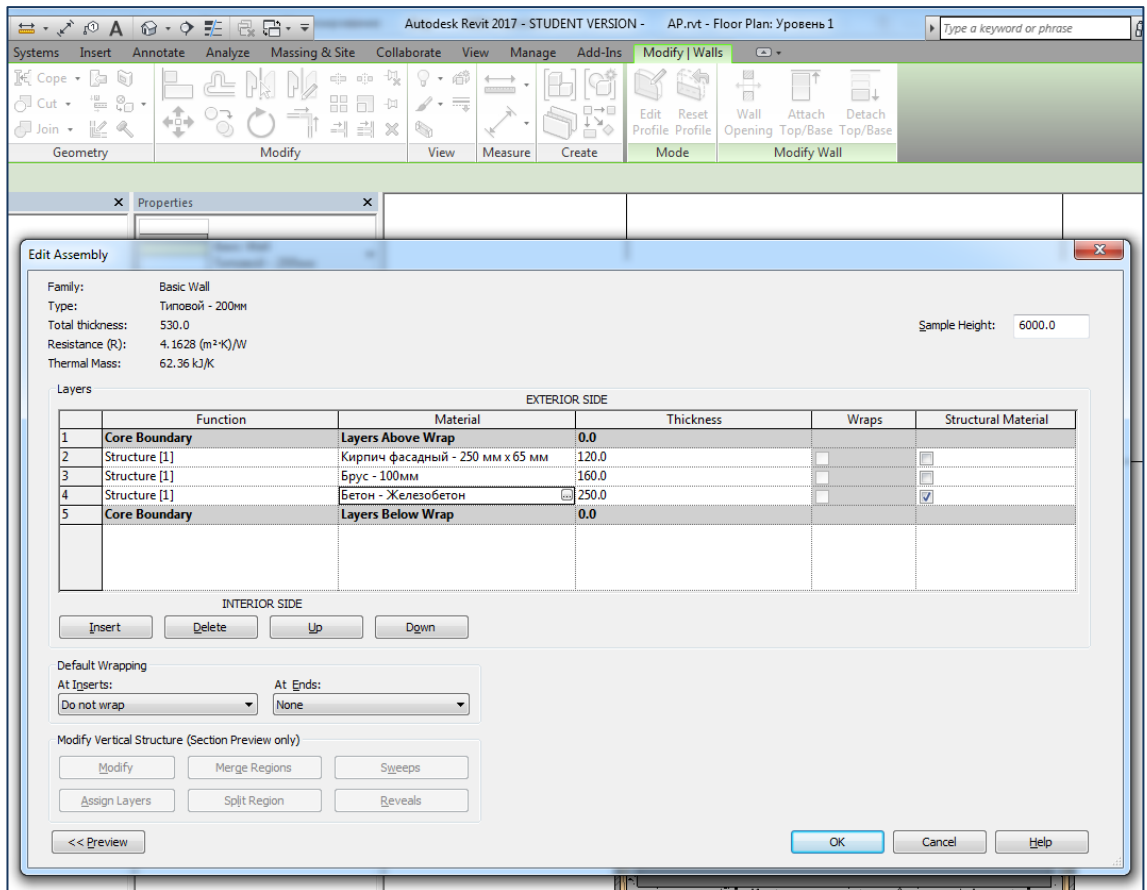 Autodesk Revit 2017 - STUDENT VERSION - AP.rvt - Floor Plan: Уровень 1
Type a keyword or phrase
Systems Insert Annotate Analyze Massing & Site Collaborate View Manage Add-Ins Modify | Walls
Cope
Cut
Join
Edit Profile
Reset Profile
Wall Opening
Attach Top/Base
Detach Top/Base
Geometry Modify View Measure Create Mode Modify Wall
Properties
Edit Assembly
Family: Basic Wall
Type: Типовой - 200мм
Total thickness: 530.0
Sample Height: 6000.0
Resistance (R): 4.1628 (m²·K)/W
Thermal Mass: 62.36 kJ/K
Layers
EXTERIOR SIDE
Function Material Thickness Wraps Structural Material
1 Core Boundary Layers Above Wrap 0.0
2 Structure [1] Кирпич фасадный - 250 мм x 65 мм 120.0
3 Structure [1] Брус - 100мм 160.0
4 Structure [1] Бетон - Железобетон 250.0
5 Core Boundary Layers Below Wrap 0.0
INTERIOR SIDE
Insert Delete Up Down
Default Wrapping
At Inserts: At Ends:
Do not wrap None
Modify Vertical Structure (Section Preview only)
Modify Merge Regions Sweeps
Assign Layers Split Region Reveals
<< Preview OK Cancel Help